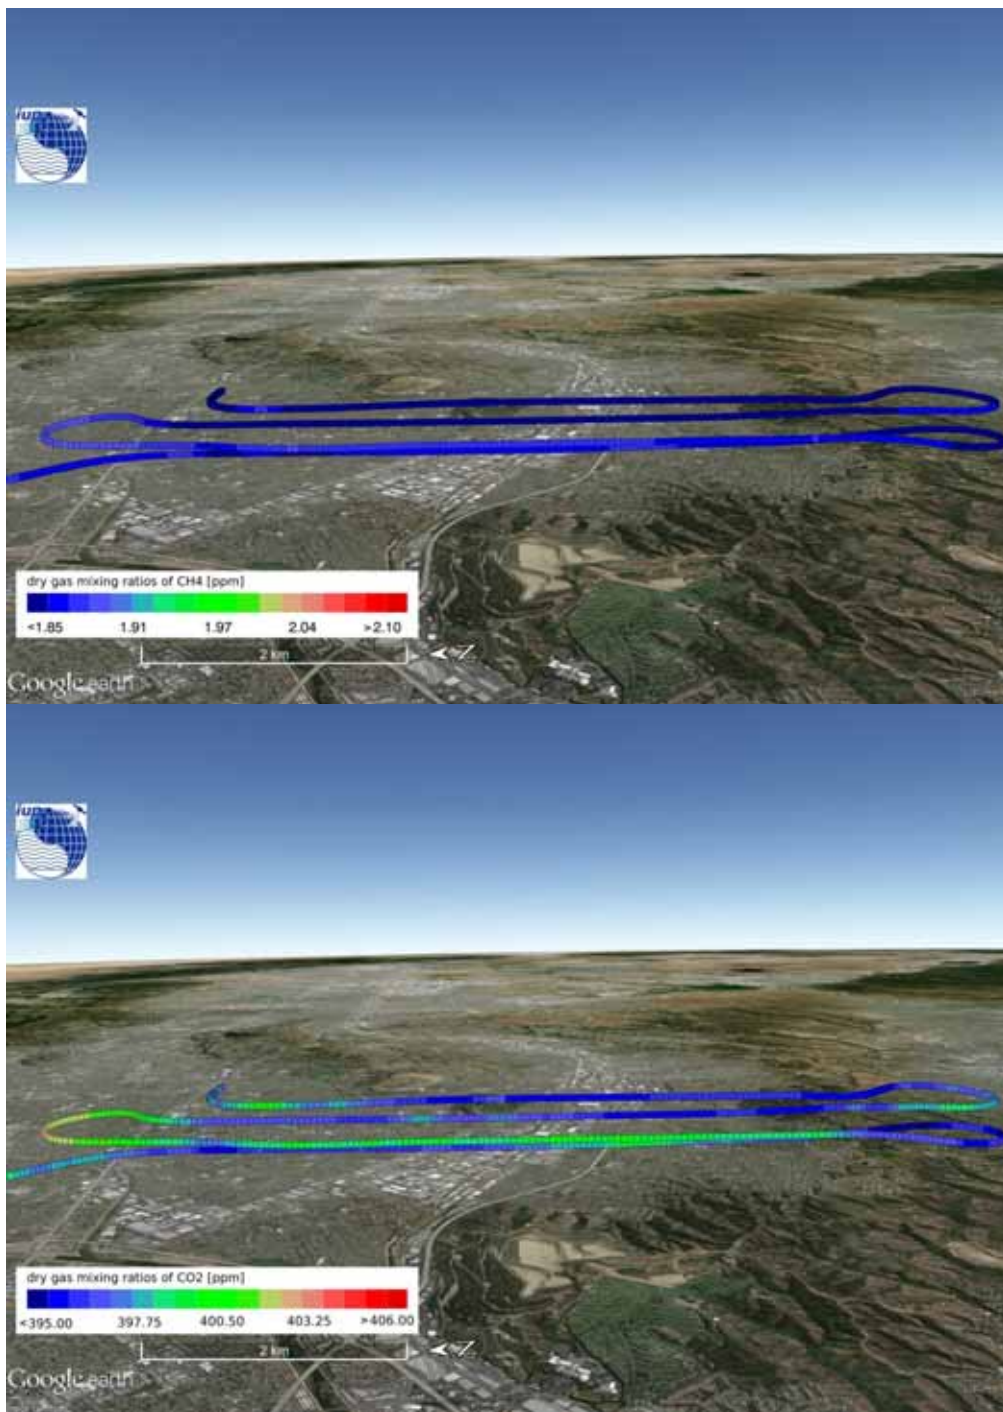 iup
dry gas mixing ratios of CH4 [ppm]
<1.85 1.91 1.97 2.04 >2.10
2 km
Google earth
iup
dry gas mixing ratios of CO2 [ppm]
<395.00 397.75 400.50 403.25 >406.00
2 km
Google earth